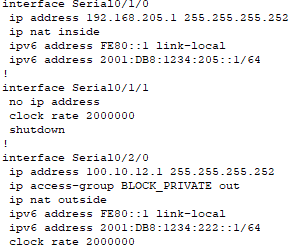 interface Serial0/1/0
ip address 192.168.205.1 255.255.255.252
ip nat inside
ipv6 address FE80::1 link-local
ipv6 address 2001:DB8:1234:205::1/64
!
interface Serial0/1/1
no ip address
clock rate 2000000
shutdown
!
interface Serial0/2/0
ip address 100.10.12.1 255.255.255.252
ip access-group BLOCK_PRIVATE out
ip nat outside
ipv6 address FE80::1 link-local
ipv6 address 2001:DB8:1234:222::1/64
clock rate 2000000